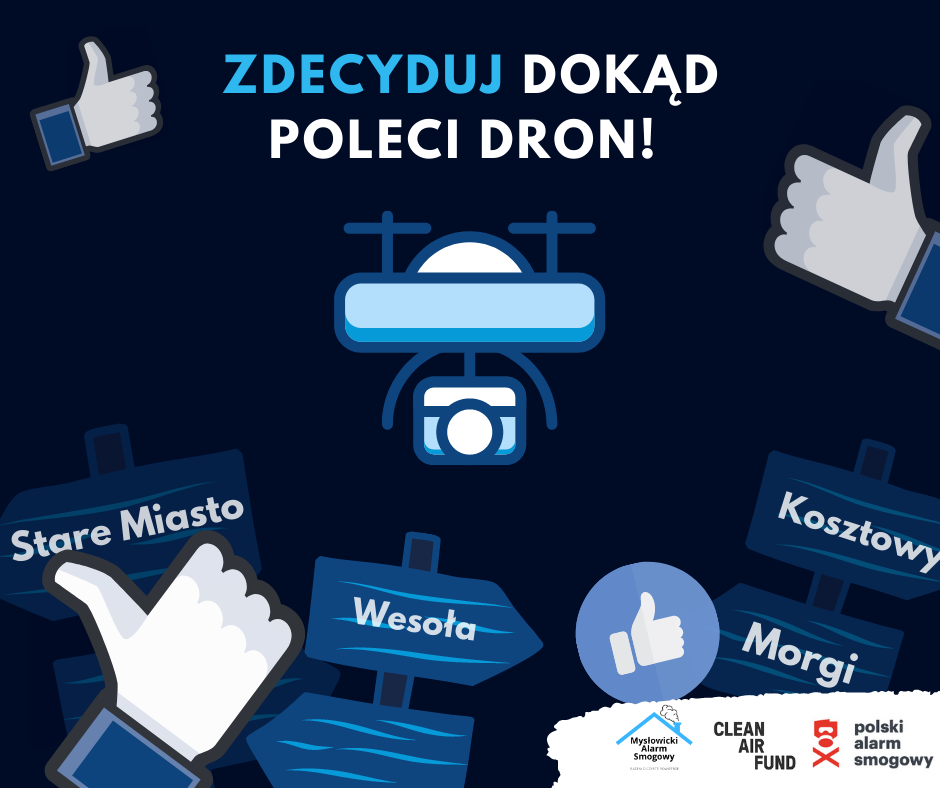 ZDECYDUJ DOKĄD
POLECI DRON!
Stare Miasto
Wesoła
Kosztowy
Morgi
Mysłowicki
Alarm
Smogowy
CLEAN
AIR
FUND
polski
alarm
smogowy